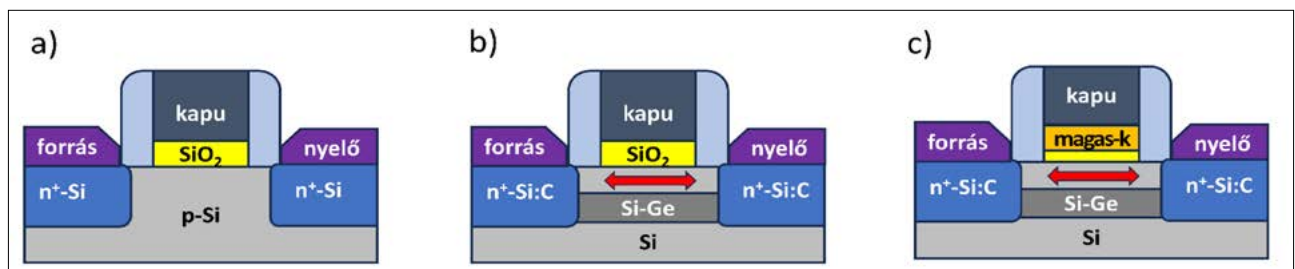 a)
kapu
forrás
SiO₂
nyelő
n⁺-Si
p-Si
n⁺-Si
b)
kapu
forrás
SiO₂
nyelő
n⁺-Si:C
n⁺-Si:C
Si-Ge
Si
c)
kapu
forrás
magas-k
nyelő
n⁺-Si:C
n⁺-Si:C
Si-Ge
Si